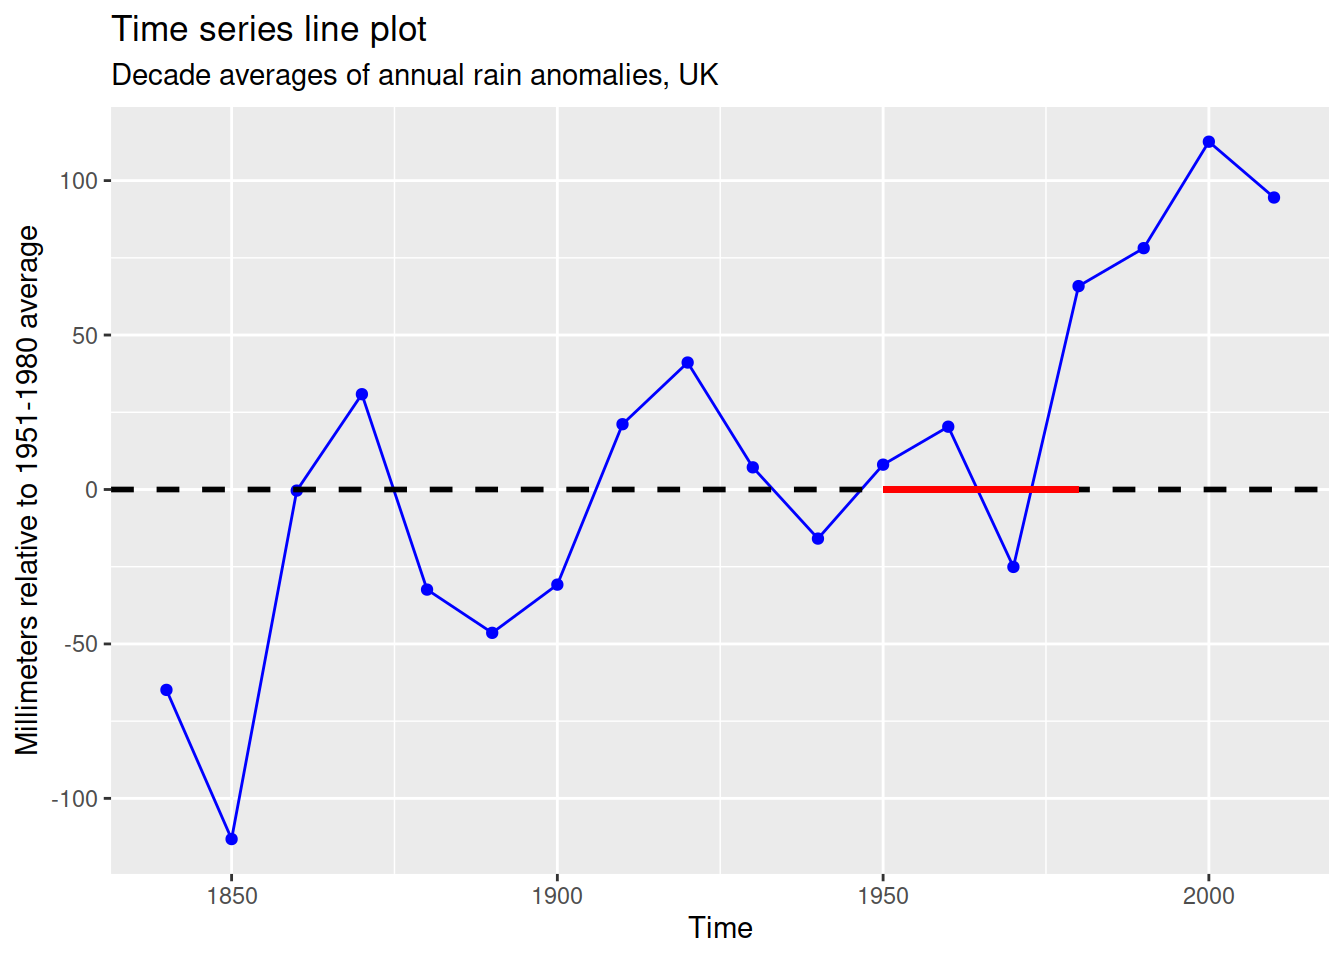 Time series line plot
Decade averages of annual rain anomalies, UK
Millimeters relative to 1951-1980 average
100
50
0
-50
-100
1850
1900
1950
2000
Time